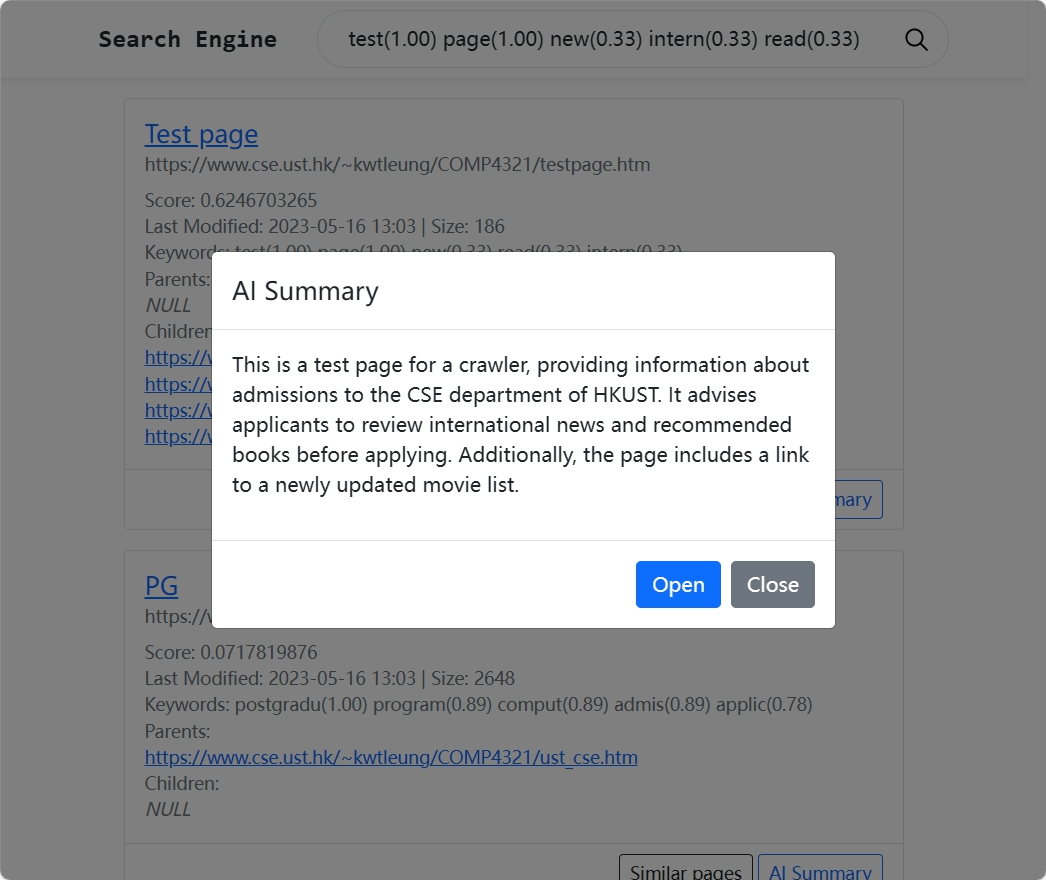 Search Engine
test(1.00) page(1.00) new(0.33) intern(0.33) read(0.33)
Test page
https://www.cse.ust.hk/~kwtleung/COMP4321/testpage.htm
Score: 0.6246703265
Last Modified: 2023-05-16 13:03 | Size: 186
Keywords: test(1.00) page(1.00) new(0.33) read(0.33) intern(0.33)
Parents:
NULL
Children
https://
https://
https://
https://
AI Summary
This is a test page for a crawler, providing information about
admissions to the CSE department of HKUST. It advises
applicants to review international news and recommended
books before applying. Additionally, the page includes a link
to a newly updated movie list.
Open Close
mary
PG
https://
Score: 0.0717819876
Last Modified: 2023-05-16 13:03 | Size: 2648
Keywords: postgradu(1.00) program(0.89) comput(0.89) admis(0.89) applic(0.78)
Parents:
https://www.cse.ust.hk/~kwtleung/COMP4321/ust_cse.htm
Children:
NULL
Similar pages AI Summary